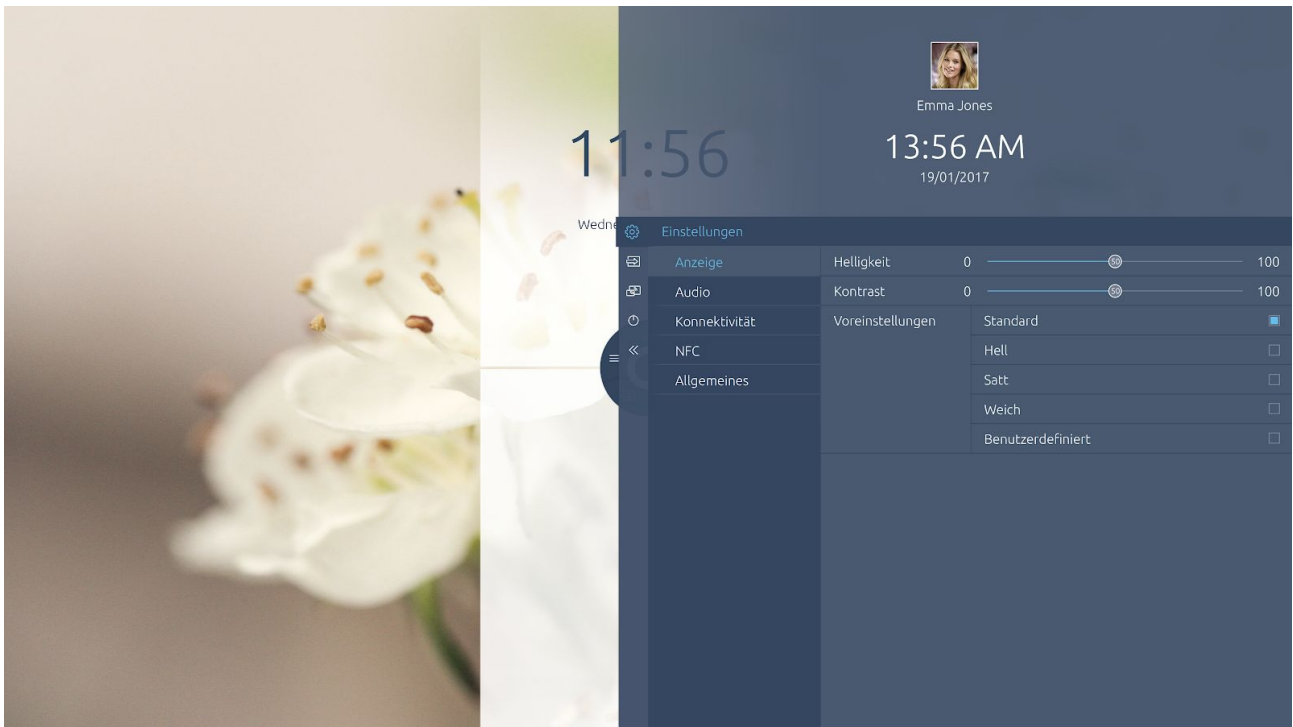 Emma Jones
11:56
13:56 AM
19/01/2017
Wedne
Einstellungen
Anzeige
Helligkeit 0 50 100
Audio
Kontrast 0 50 100
Konnektivität
Voreinstellungen Standard
NFC
Hell
Allgemeines
Satt
Weich
Benutzerdefiniert